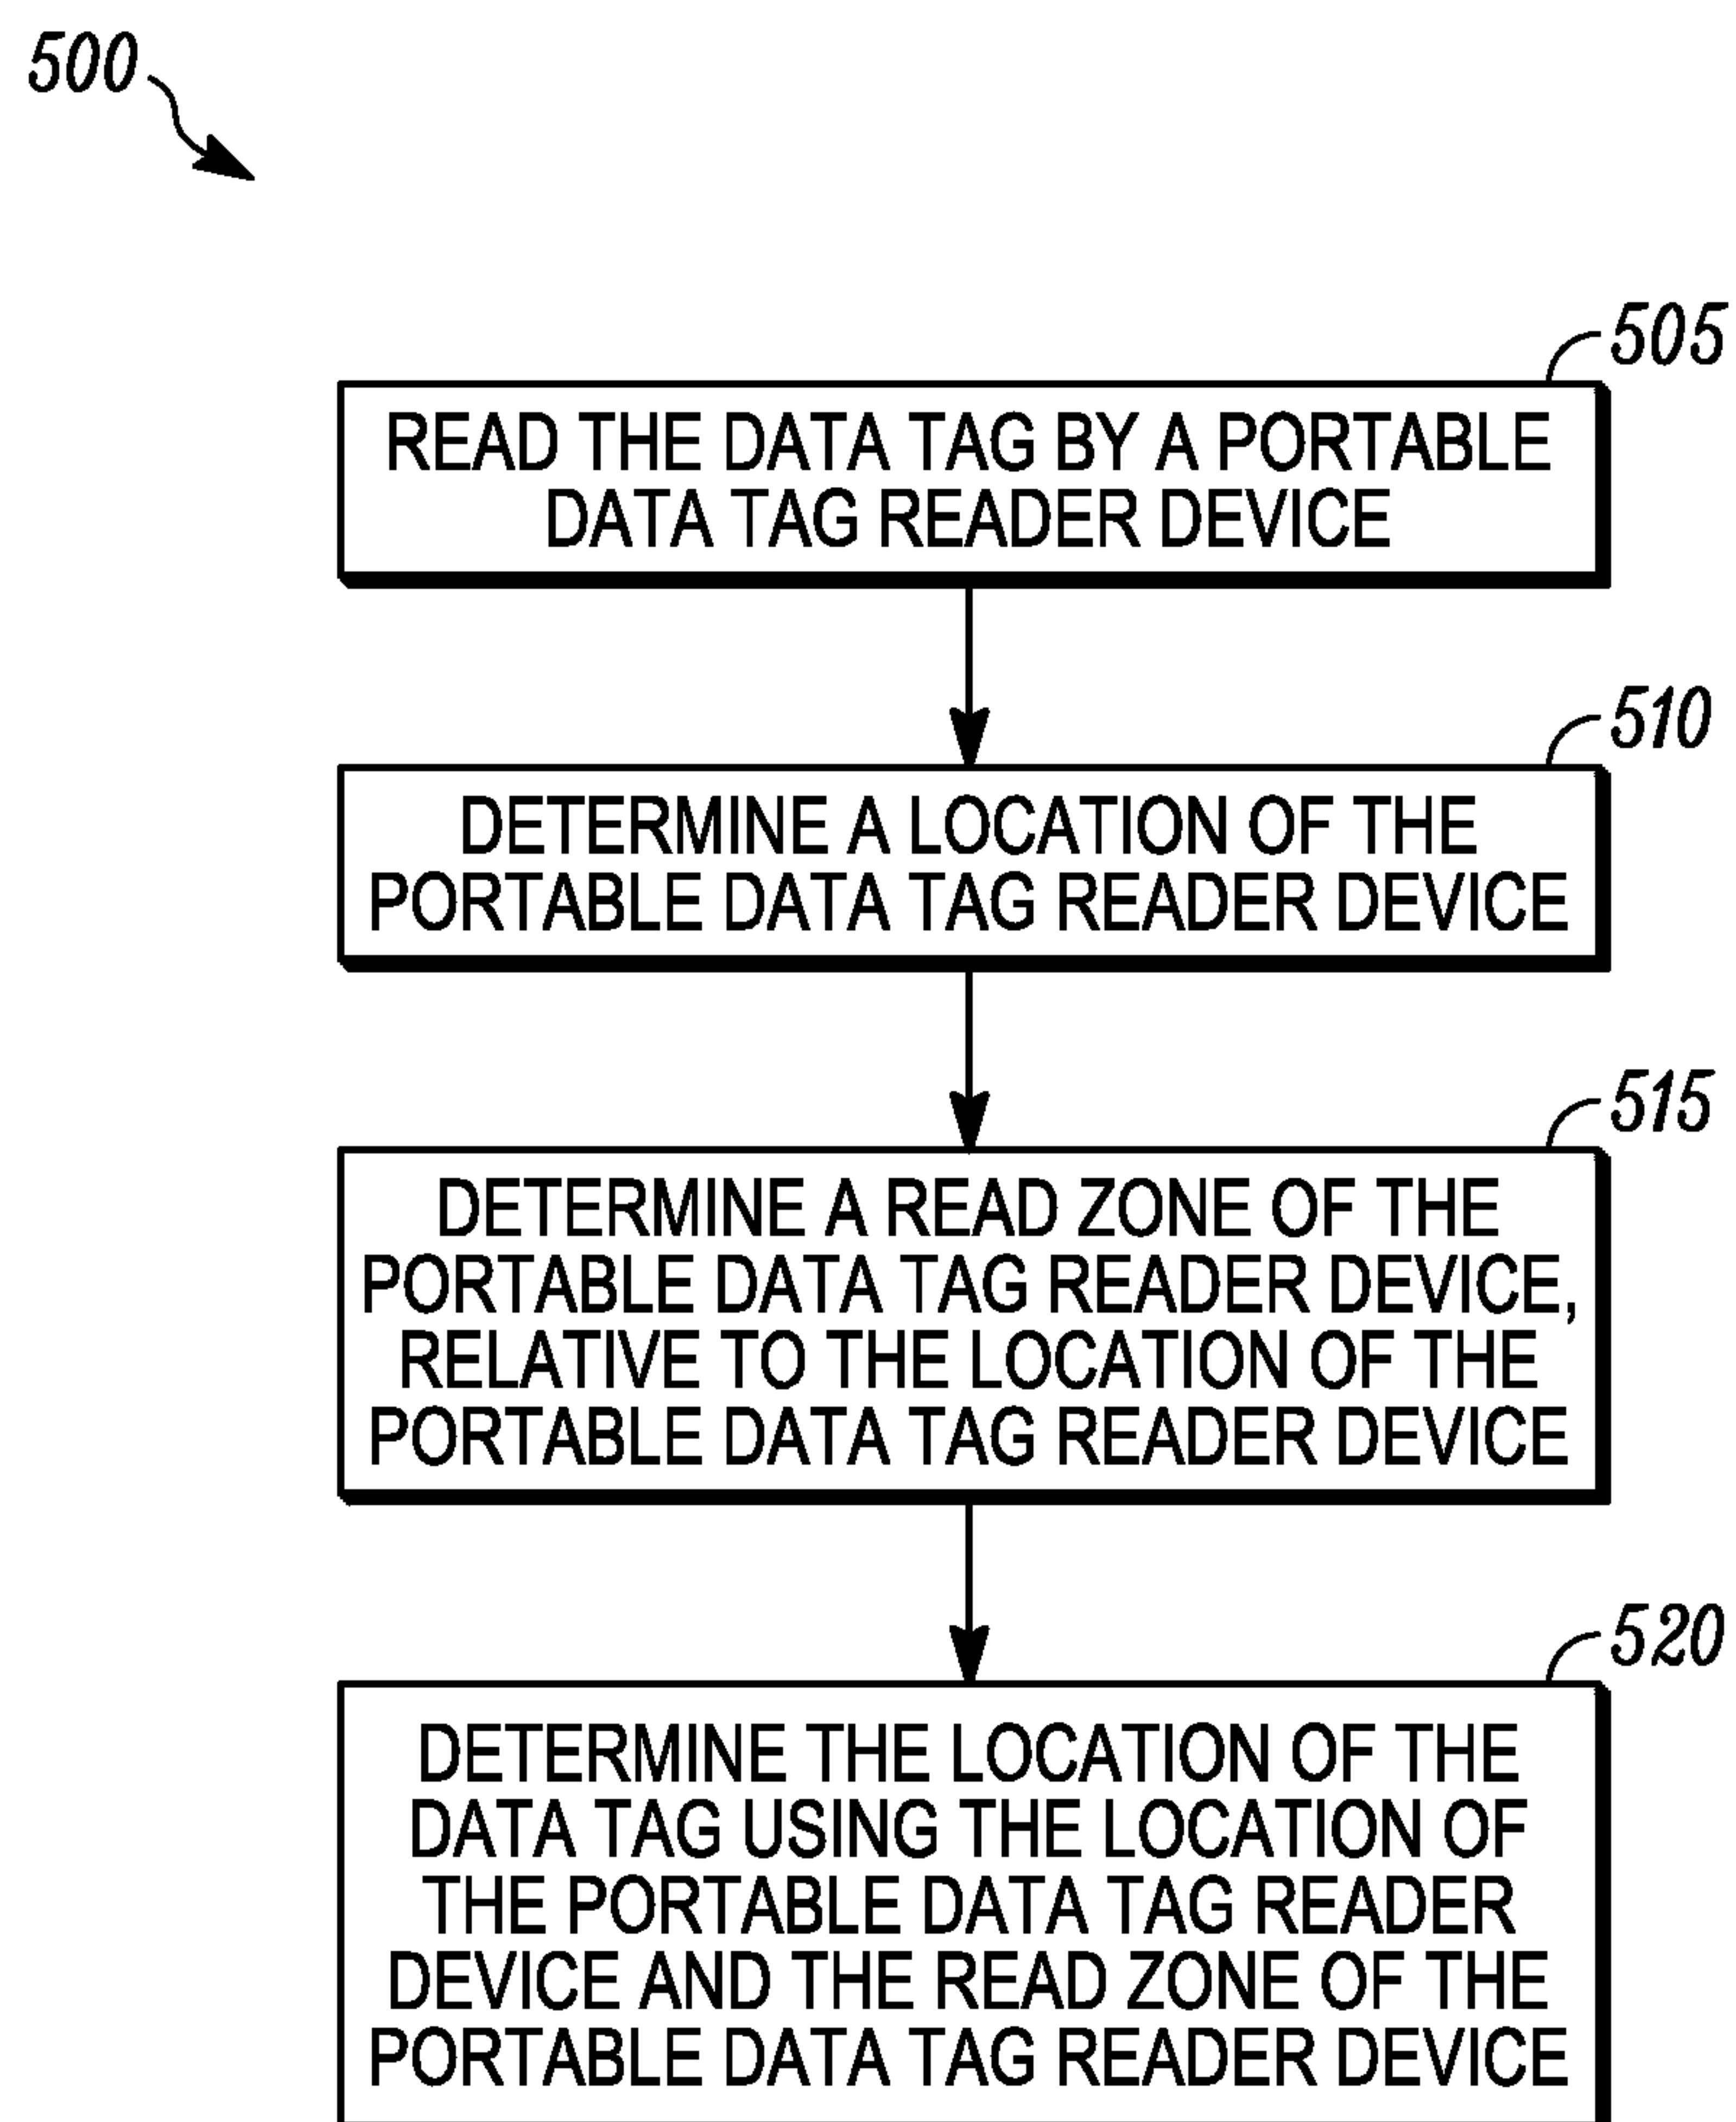 500
505
READ THE DATA TAG BY A PORTABLE
DATA TAG READER DEVICE
510
DETERMINE A LOCATION OF THE
PORTABLE DATA TAG READER DEVICE
515
DETERMINE A READ ZONE OF THE
PORTABLE DATA TAG READER DEVICE,
RELATIVE TO THE LOCATION OF THE
PORTABLE DATA TAG READER DEVICE
520
DETERMINE THE LOCATION OF THE
DATA TAG USING THE LOCATION OF
THE PORTABLE DATA TAG READER
DEVICE AND THE READ ZONE OF THE
PORTABLE DATA TAG READER DEVICE